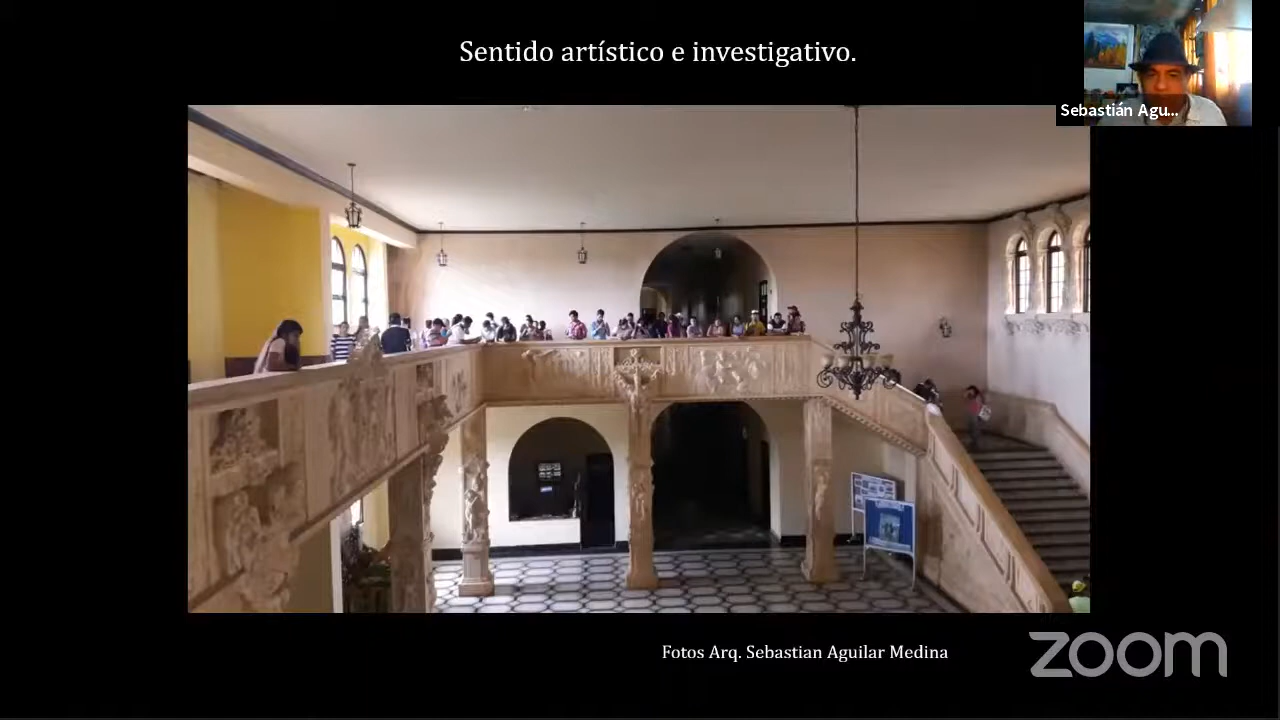 Sentido artístico e investigativo.
Sebastián Agu...
Fotos Arq. Sebastian Aguilar Medina
zoom